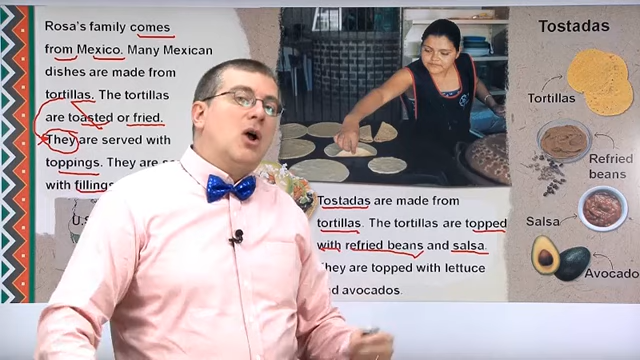 Rosa's family comes
from Mexico. Many Mexican
dishes are made from
tortillas. The tortillas
are toasted or fried.
They are served with
toppings. They are
with fillings
U.S
Tostadas are made from
tortillas. The tortillas are topped
with refried beans and salsa.
They are topped with lettuce
avocados.
Tostadas
Tortillas
Refried
beans
Salsa
Avocado